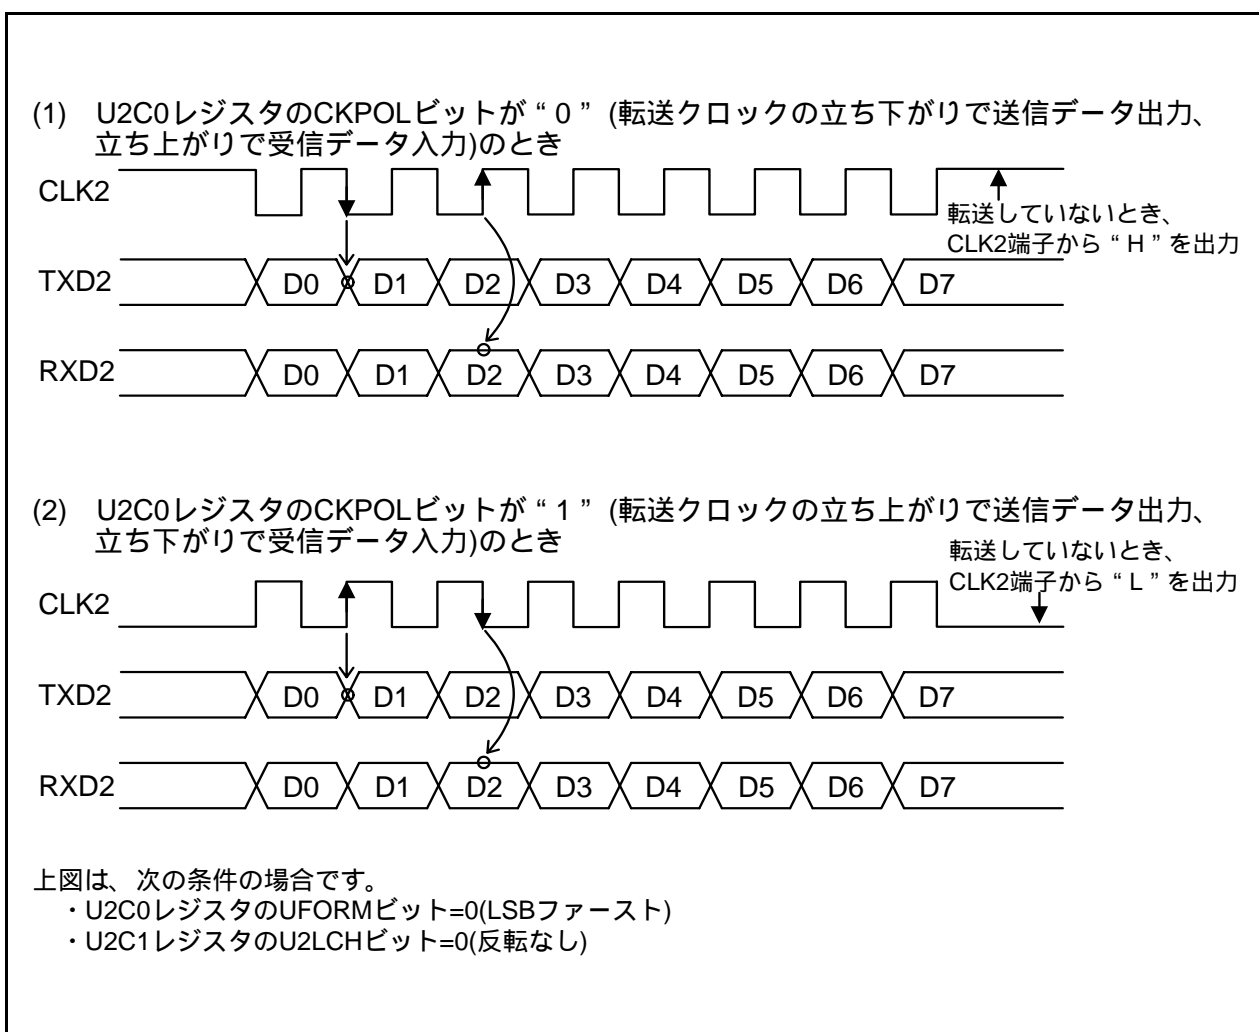 (1) U2C0レジスタのCKPOLビットが“0”(転送クロックの立ち下がりで送信データ出力、
立ち上がりで受信データ入力)のとき
CLK2
転送していないとき、
CLK2端子から“H”を出力
TXD2 D0 D1 D2 D3 D4 D5 D6 D7
RXD2 D0 D1 D2 D3 D4 D5 D6 D7
(2) U2C0レジスタのCKPOLビットが“1”(転送クロックの立ち上がりで送信データ出力、
立ち下がりで受信データ入力)のとき
転送していないとき、
CLK2端子から“L”を出力
CLK2
TXD2 D0 D1 D2 D3 D4 D5 D6 D7
RXD2 D0 D1 D2 D3 D4 D5 D6 D7
上図は、次の条件の場合です。
・U2C0レジスタのUFORMビット=0(LSBファースト)
・U2C1レジスタのU2LCHビット=0(反転なし)